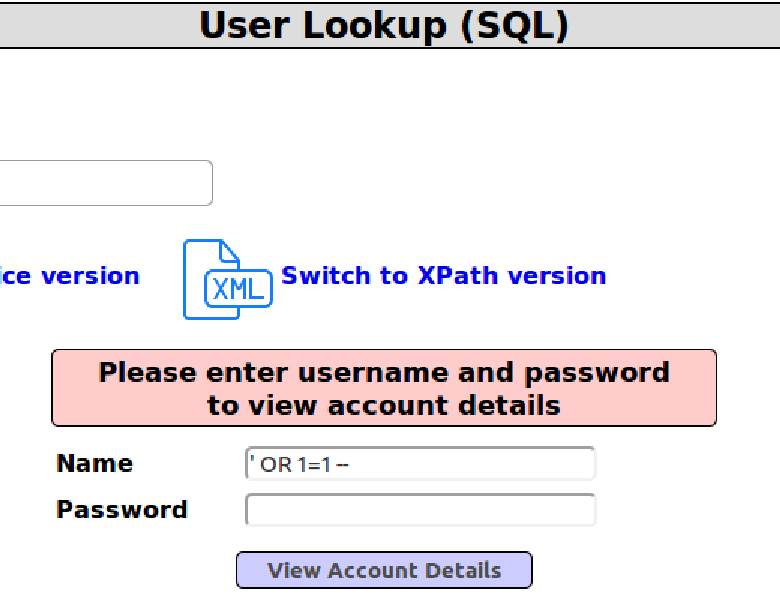 User Lookup (SQL)
ice version
XML
Switch to XPath version
Please enter username and password
to view account details
Name
' OR 1=1 --
Password
View Account Details